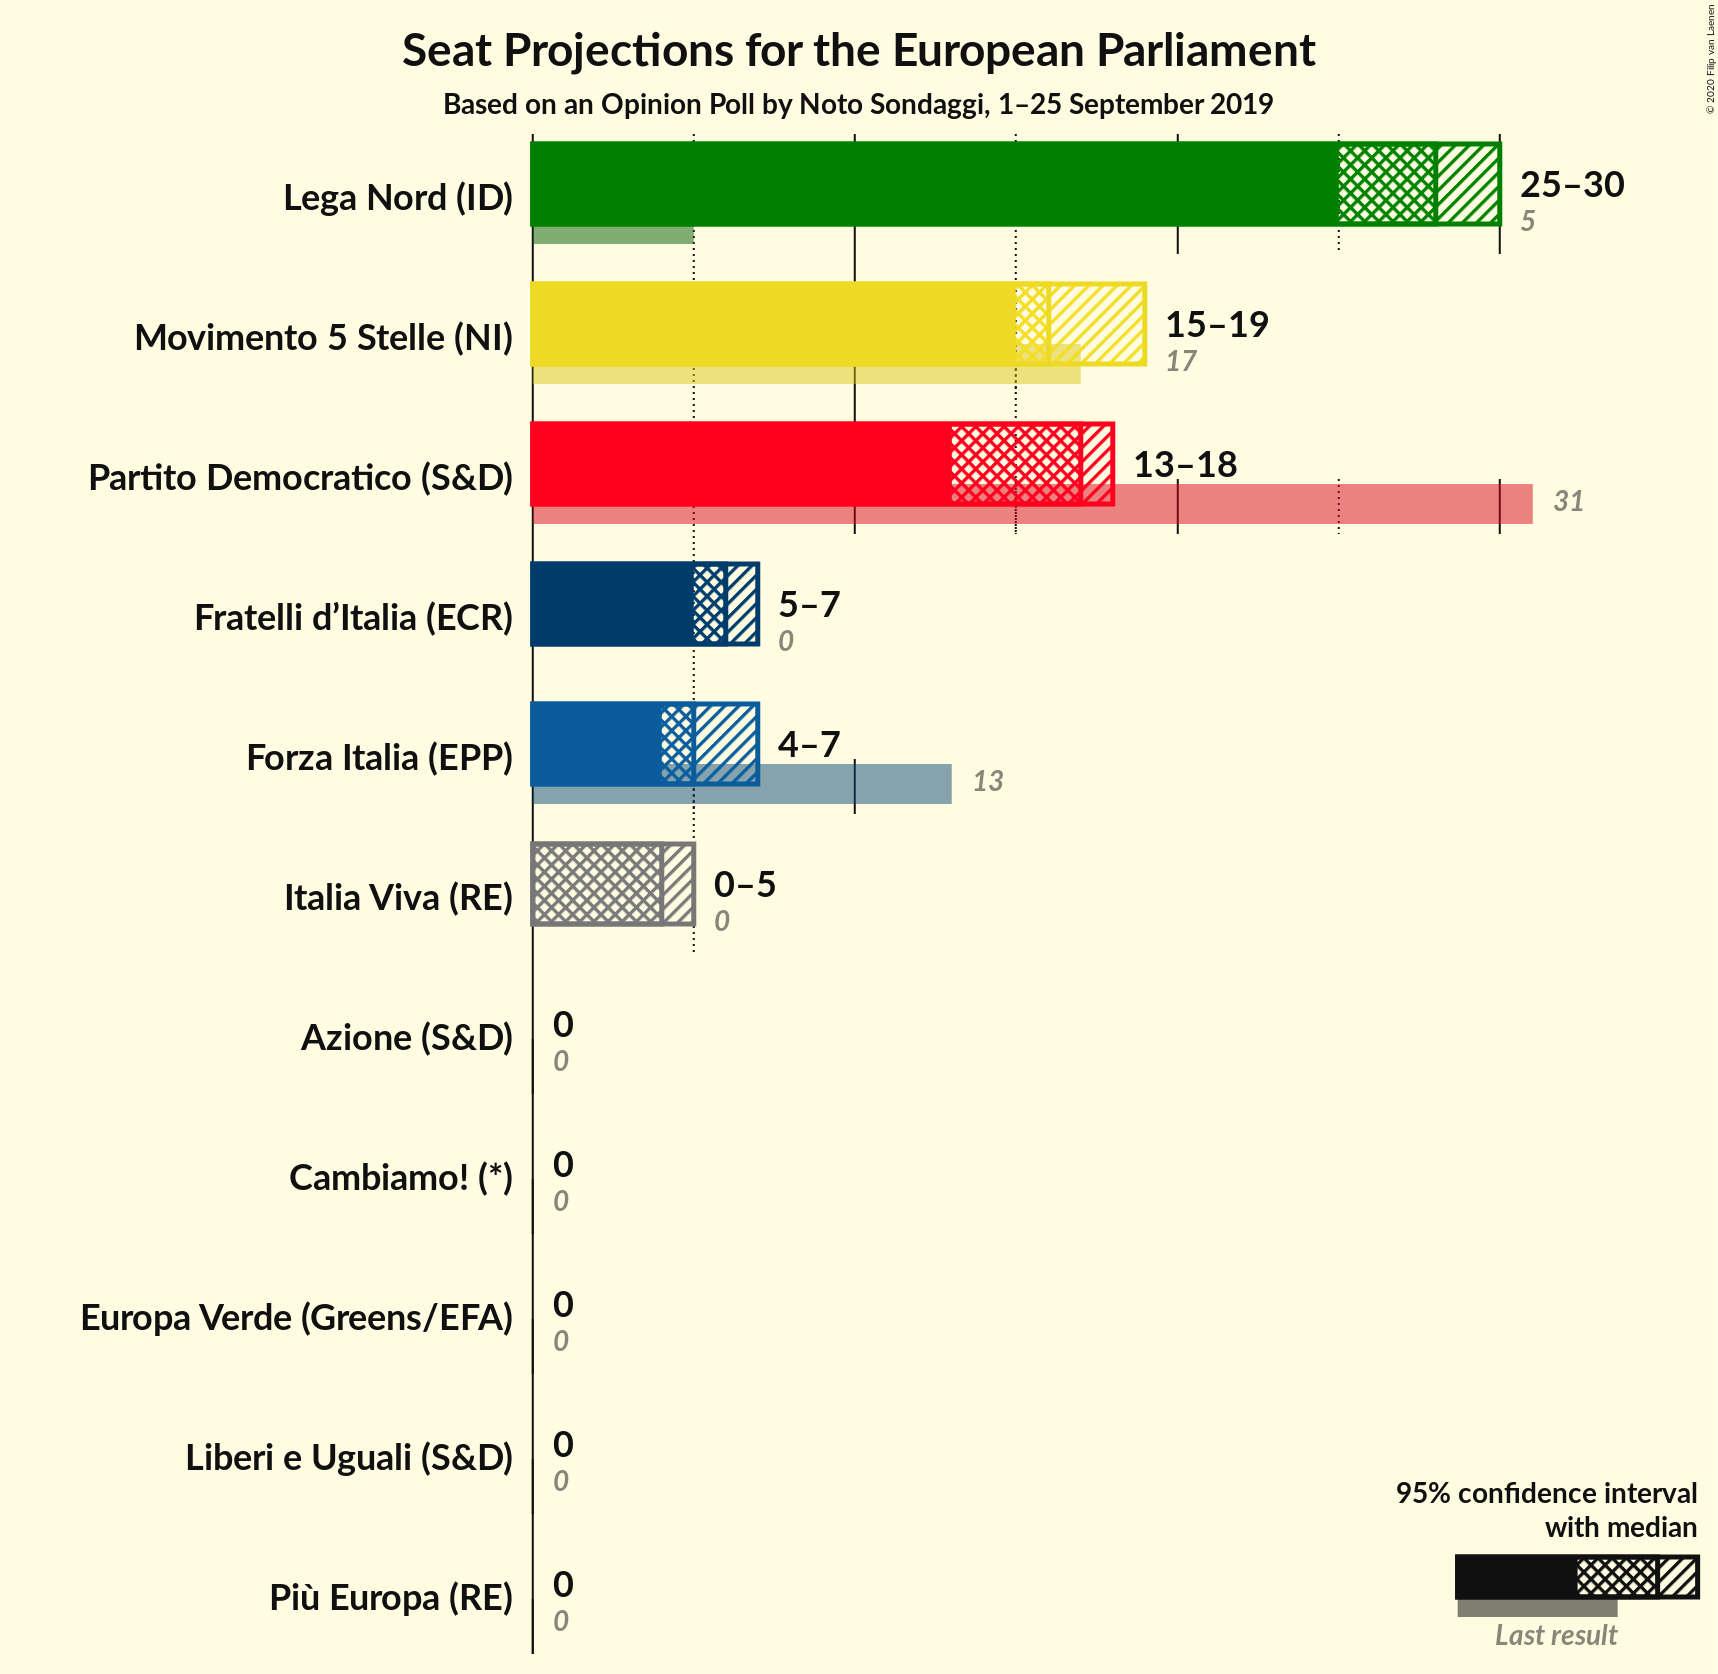 Seat Projections for the European Parliament
Based on an Opinion Poll by Noto Sondaggi, 1–25 September 2019
© 2020 Filip van Laenen
Lega Nord (ID)
25–30
5
Movimento 5 Stelle (NI)
15–19
17
Partito Democratico (S&D)
13–18
31
Fratelli d’Italia (ECR)
5–7
0
Forza Italia (EPP)
4–7
13
Italia Viva (RE)
0–5
0
Azione (S&D)
0
0
Cambiamo! (*)
0
0
Europa Verde (Greens/EFA)
0
0
Liberi e Uguali (S&D)
0
0
Più Europa (RE)
0
0
95% confidence interval
with median
Last result